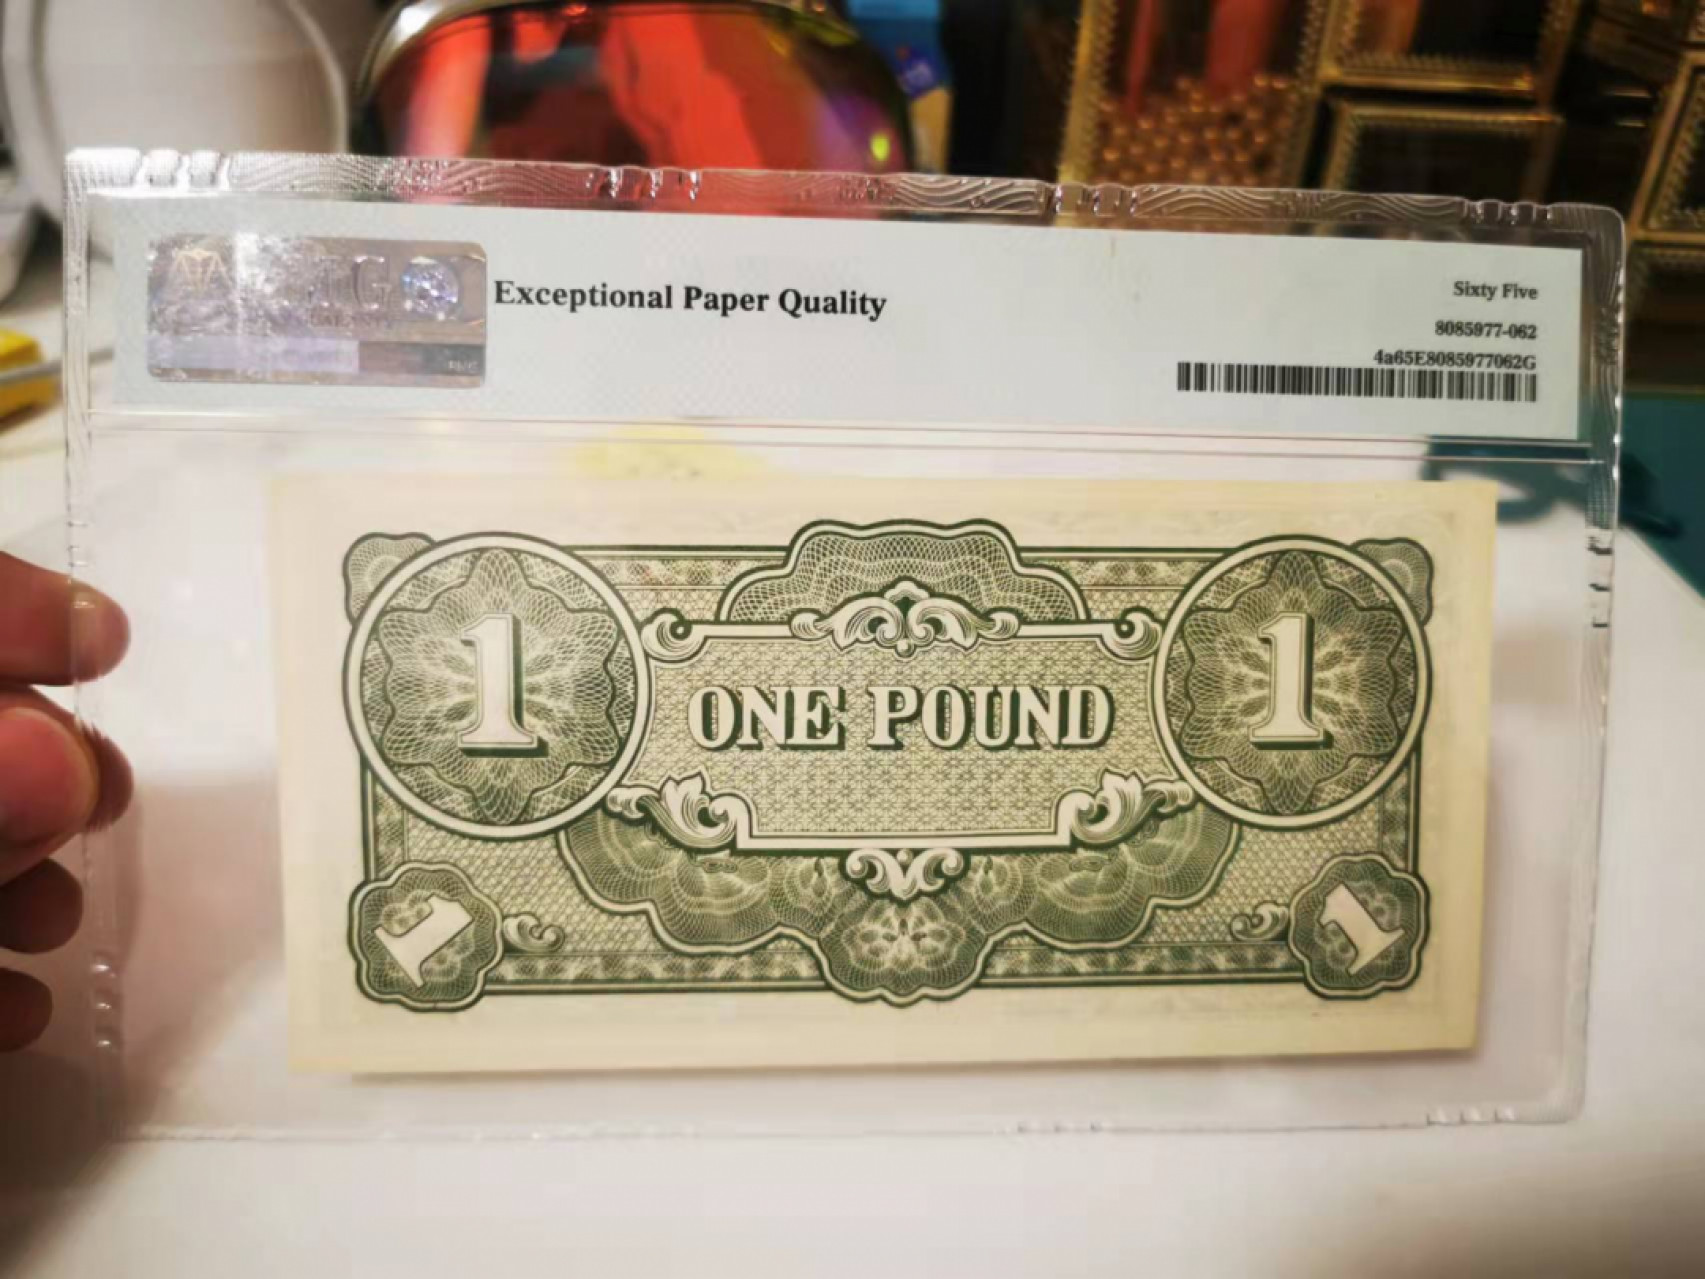 Exceptional Paper Quality
Sixty Five
8085977-062
4a65E8085977062G
1 ONE POUND 1
1 1